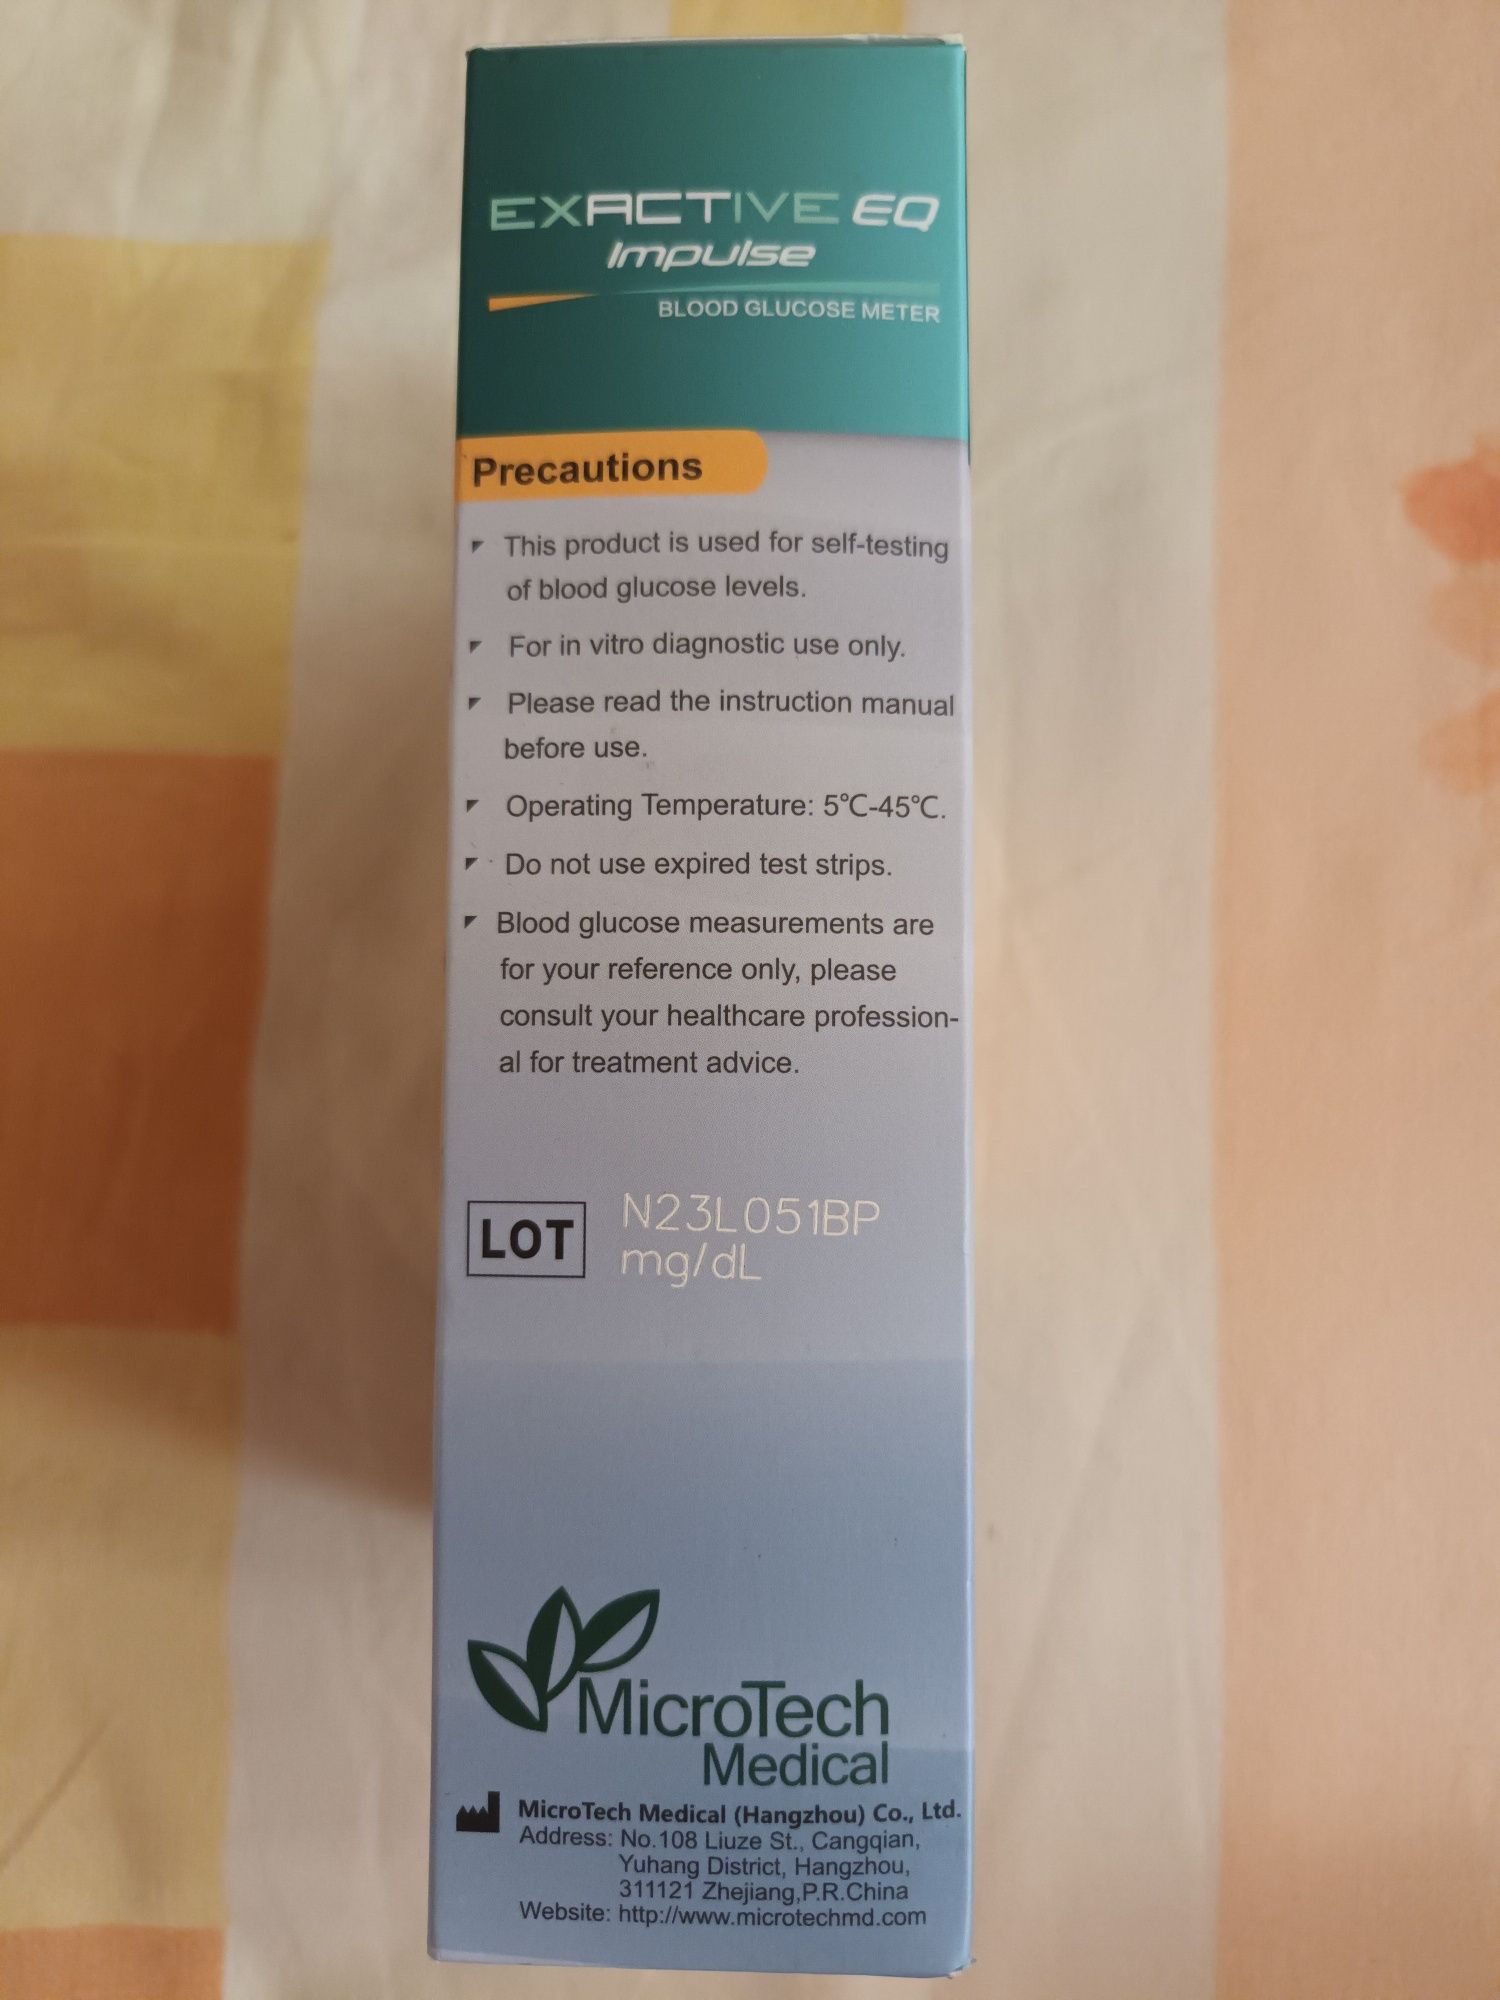 EXACTIVE EQ
Impulse
BLOOD GLUCOSE METER
Precautions
This product is used for self-testing
of blood glucose levels.
For in vitro diagnostic use only.
Please read the instruction manual
before use.
Operating Temperature: 5℃-45℃.
Do not use expired test strips.
Blood glucose measurements are
for your reference only, please
consult your healthcare profession-
al for treatment advice.
LOT N23L051BP
mg/dL
MicroTech
Medical
MicroTech Medical (Hangzhou) Co., Ltd.
Address: No.108 Liuze St., Cangqian,
Yuhang District, Hangzhou,
311121 Zhejiang,P.R.China
Website: http://www.microtechmd.com